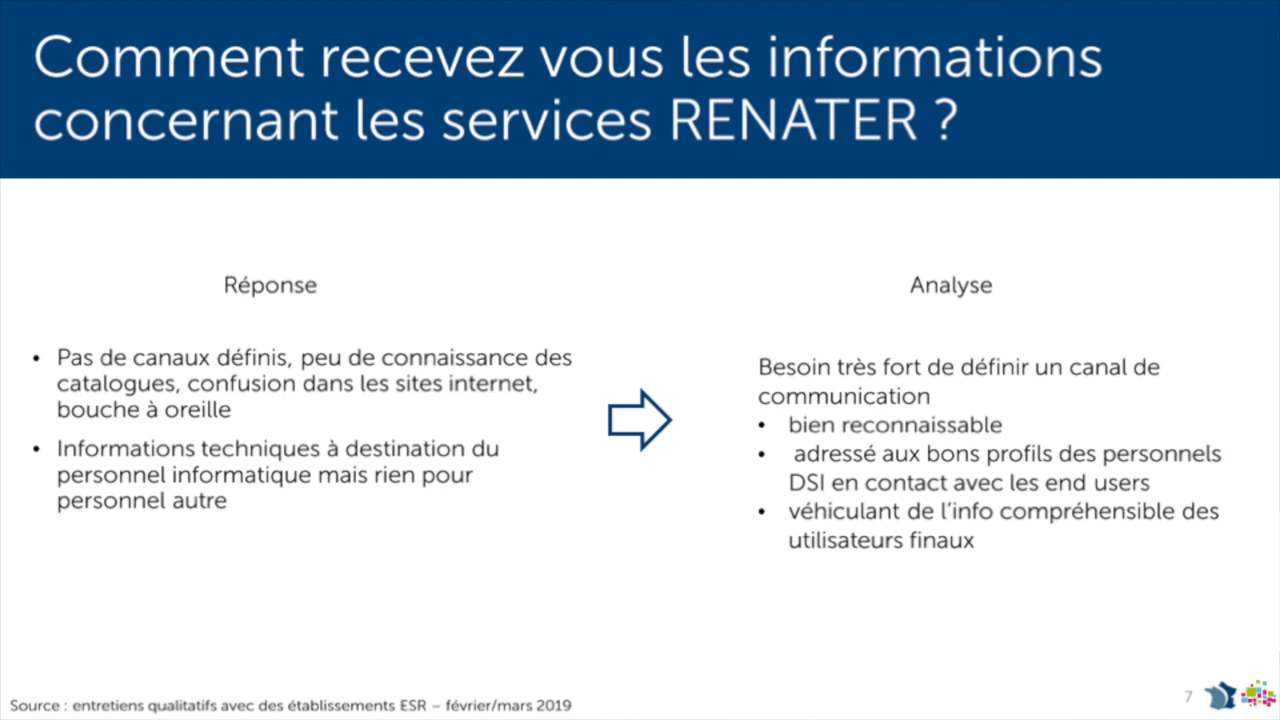 Comment recevez vous les informations
concernant les services RENATER ?
Réponse
• Pas de canaux définis, peu de connaissance des
catalogues, confusion dans les sites internet,
bouche à oreille
• Informations techniques à destination du
personnel informatique mais rien pour
personnel autre
Analyse
Besoin très fort de définir un canal de
communication
• bien reconnaissable
• adressé aux bons profils des personnels
DSI en contact avec les end users
• véhiculant de l’info compréhensible des
utilisateurs finaux
Source : entretiens qualitatifs avec des établissements ESR – février/mars 2019
7